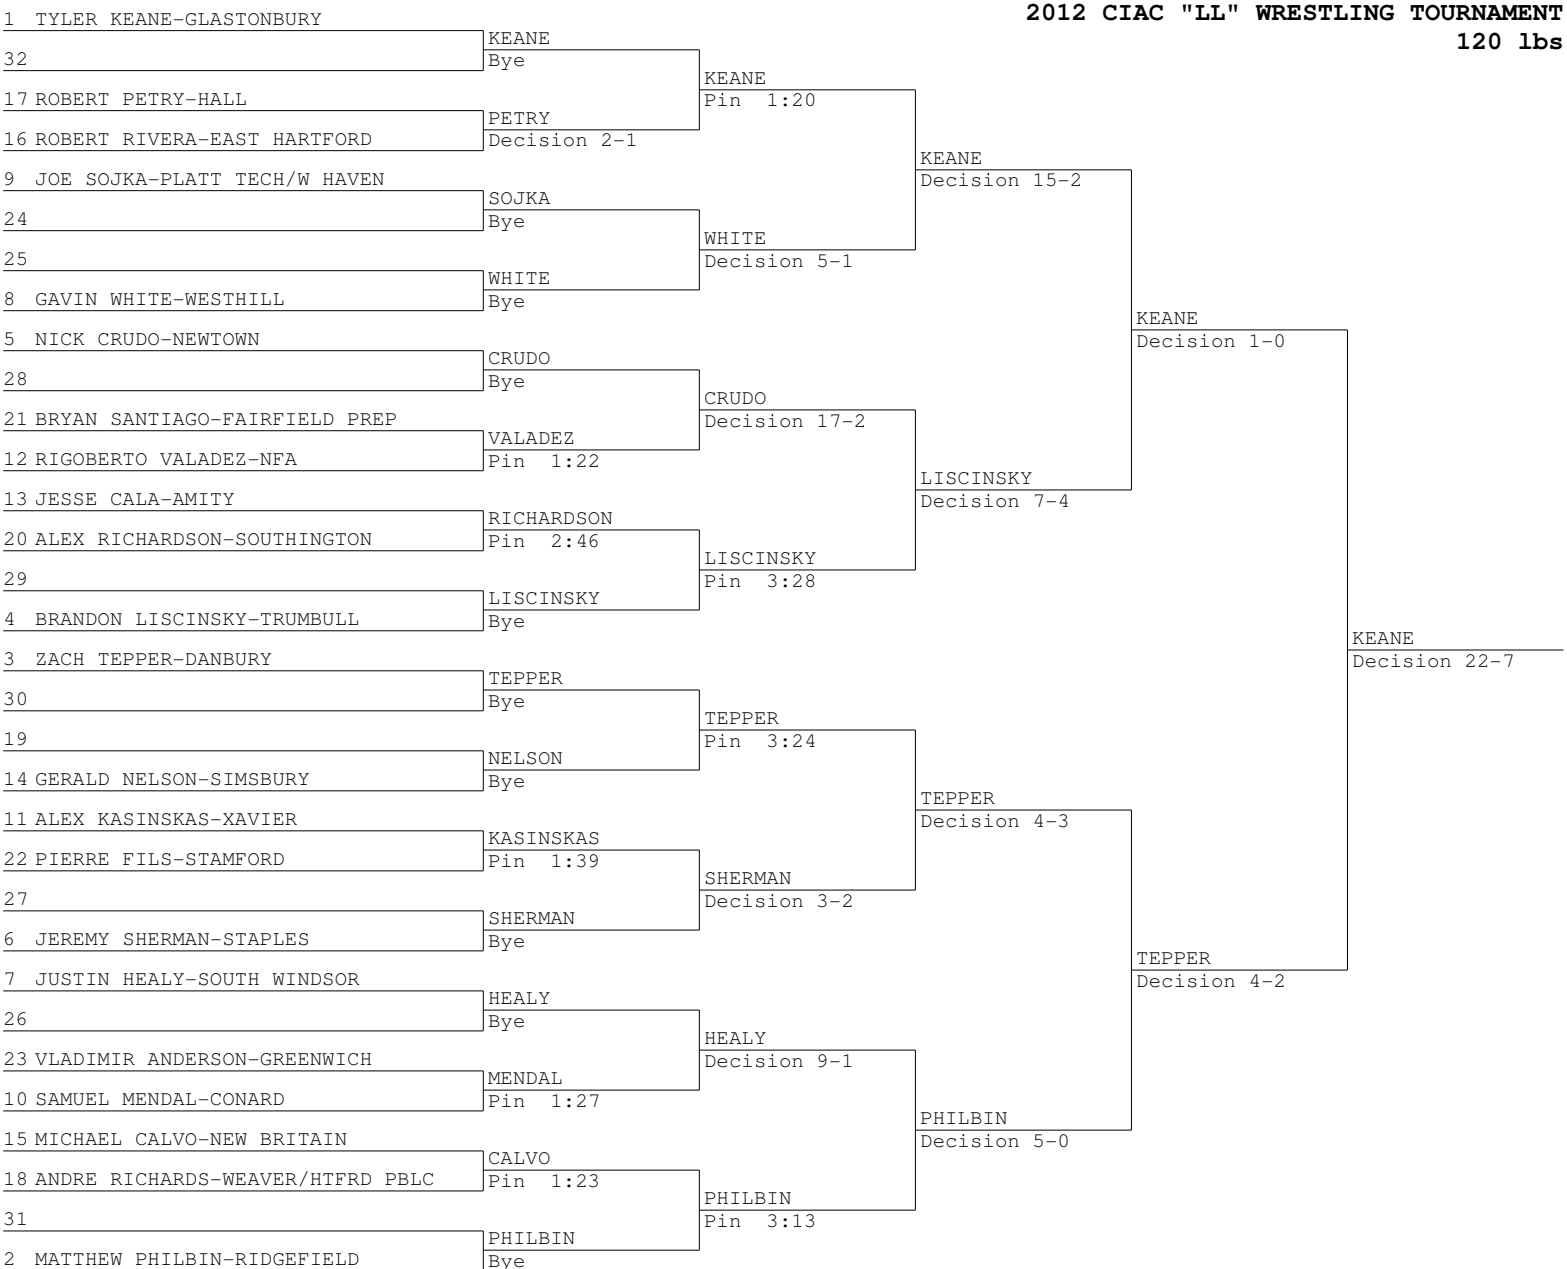 2012 CIAC "LL" WRESTLING TOURNAMENT
120 lbs
1 TYLER KEANE-GLASTONBURY
32
17 ROBERT PETRY-HALL
16 ROBERT RIVERA-EAST HARTFORD
9 JOE SOJKA-PLATT TECH/W HAVEN
24
25
8 GAVIN WHITE-WESTHILL
5 NICK CRUDO-NEWTOWN
28
21 BRYAN SANTIAGO-FAIRFIELD PREP
12 RIGOBERTO VALADEZ-NFA
13 JESSE CALA-AMITY
20 ALEX RICHARDSON-SOUTHINGTON
29
4 BRANDON LISCINSKY-TRUMBULL
3 ZACH TEPPER-DANBURY
30
19
14 GERALD NELSON-SIMSBURY
11 ALEX KASINSKAS-XAVIER
22 PIERRE FILS-STAMFORD
27
6 JEREMY SHERMAN-STAPLES
7 JUSTIN HEALY-SOUTH WINDSOR
26
23 VLADIMIR ANDERSON-GREENWICH
10 SAMUEL MENDAL-CONARD
15 MICHAEL CALVO-NEW BRITAIN
18 ANDRE RICHARDS-WEAVER/HTFRD PBLC
31
2 MATTHEW PHILBIN-RIDGEFIELD
KEANE
Bye
PETRY
Decision 2-1
SOJKA
Bye
WHITE
Bye
CRUDO
Bye
VALADEZ
Pin 1:22
RICHARDSON
Pin 2:46
LISCINSKY
Bye
TEPPER
Bye
NELSON
Bye
KASINSKAS
Pin 1:39
SHERMAN
Bye
HEALY
Bye
MENDAL
Pin 1:27
CALVO
Pin 1:23
PHILBIN
Bye
KEANE
Pin 1:20
WHITE
Decision 5-1
CRUDO
Decision 17-2
LISCINSKY
Pin 3:28
TEPPER
Pin 3:24
SHERMAN
Decision 3-2
HEALY
Decision 9-1
PHILBIN
Pin 3:13
KEANE
Decision 15-2
LISCINSKY
Decision 7-4
TEPPER
Decision 4-3
PHILBIN
Decision 5-0
KEANE
Decision 1-0
TEPPER
Decision 4-2
KEANE
Decision 22-7